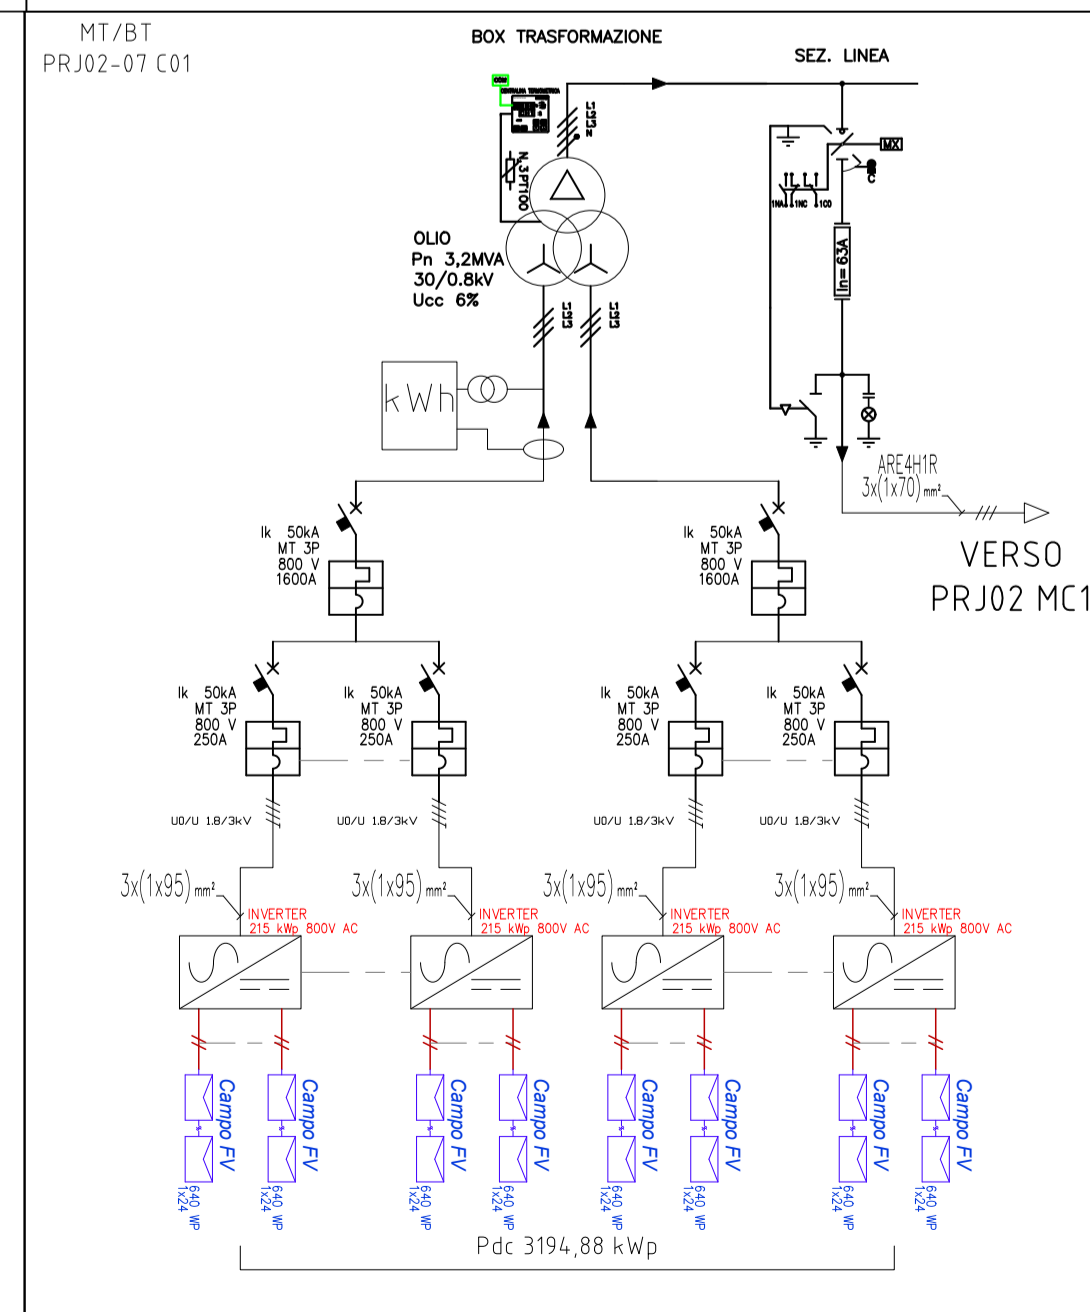 MT/BT
PRJ02-07 C01
BOX TRASFORMAZIONE
SEZ. LINEA
COM
CENTRALINA TERMOMETRICA
N.3PT100
MX
1NA
1NC
1CO
In= 63A
OLIO
Pn 3,2MVA
30/0.8kV
Ucc 6%
kWh
ARE4H1R
3x(1x70) mm²
VERSO
PRJ02 MC1
Ik 50kA
MT 3P
800 V
1600A
Ik 50kA
MT 3P
800 V
1600A
Ik 50kA
MT 3P
800 V
250A
Ik 50kA
MT 3P
800 V
250A
Ik 50kA
MT 3P
800 V
250A
Ik 50kA
MT 3P
800 V
250A
U0/U 1.8/3kV
U0/U 1.8/3kV
U0/U 1.8/3kV
U0/U 1.8/3kV
3x(1x95) mm²
3x(1x95) mm²
3x(1x95) mm²
3x(1x95) mm²
INVERTER
215 kWp 800V AC
INVERTER
215 kWp 800V AC
INVERTER
215 kWp 800V AC
INVERTER
215 kWp 800V AC
Campo FV
Campo FV
Campo FV
Campo FV
Campo FV
Campo FV
Campo FV
Campo FV
640 WP
1x24
640 WP
1x24
640 WP
1x24
640 WP
1x24
640 WP
1x24
640 WP
1x24
640 WP
1x24
640 WP
1x24
Pdc 3194,88 kWp